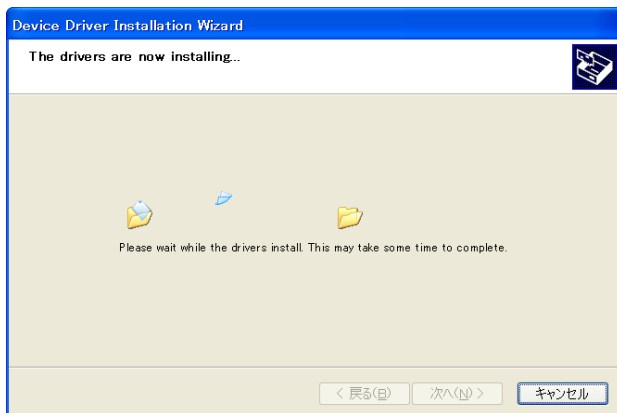 Device Driver Installation Wizard
The drivers are now installing...
Please wait while the drivers install. This may take some time to complete.
< 戻る(B) 次へ(N) > キャンセル